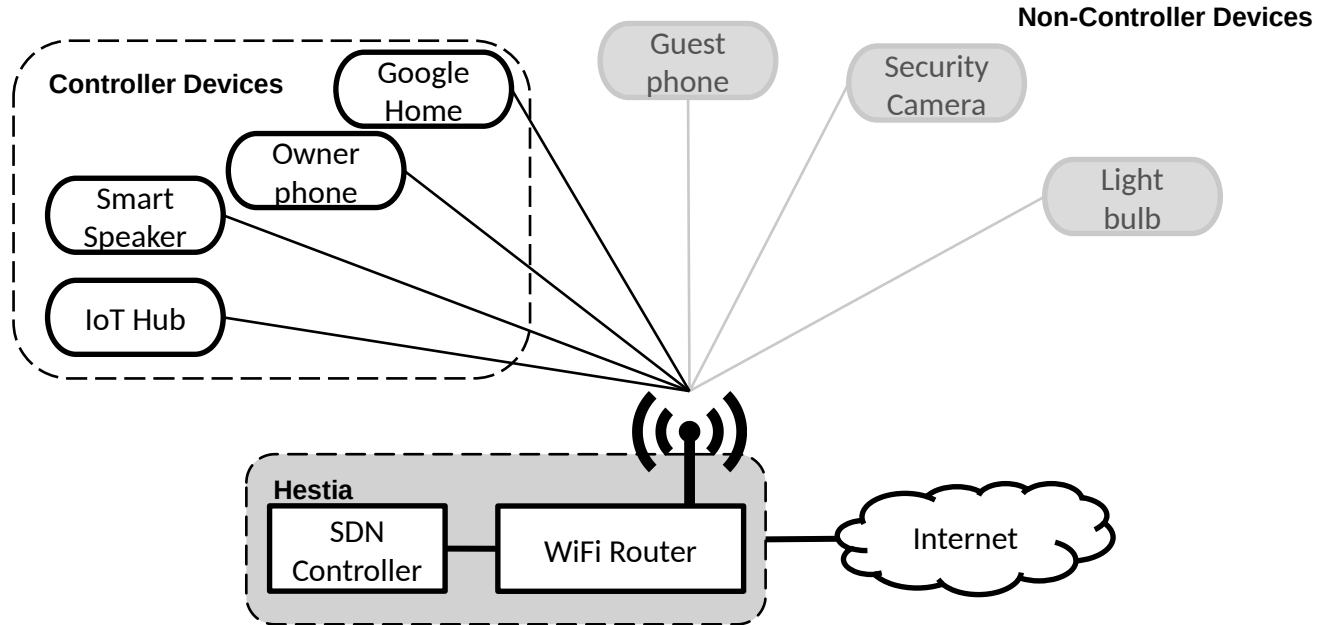 Non-Controller Devices
Controller Devices
Google
Home
Guest
phone
Security
Camera
Owner
phone
Light
bulb
Smart
Speaker
IoT Hub
Hestia
SDN
Controller
WiFi Router
Internet